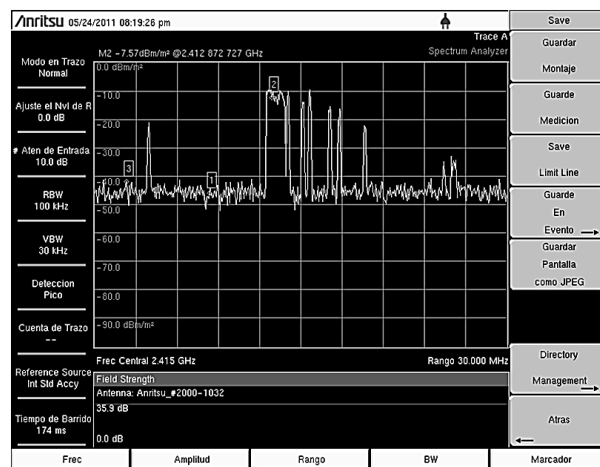 Anritsu 05/24/2011 08:19:26 pm
Trace A
M2 -7.57dBm/m² @2.412 872 727 GHz
Spectrum Analyzer
Modo en Trazo
Normal
Ajuste el Nvl de R
0.0 dB
# Aten de Entrada
10.0 dB
RBW
100 kHz
VBW
30 kHz
Deteccion
Pico
Cuenta de Trazo
--
Reference Source
Int Std Accy
Tiempo de Barrido
174 ms
0.0 dBm/m²
-10.0
-30.0
-40.0
-50.0
-60.0
-70.0
-80.0
-90.0 dBm/m²
3
1
2
Frec Central 2.415 GHz
Rango 30.000 MHz
Field Strength
Antenna: Anritsu_#2000-1032
35.9 dB
0.0 dB
Save
Guardar
Montaje
Guarde
Medicion
Save
Limit Line
Guarde
En
Evento
Guardar
Pantalla
como JPEG
Directory
Management
Atras
Frec
Amplitud
Rango
BW
Marcador